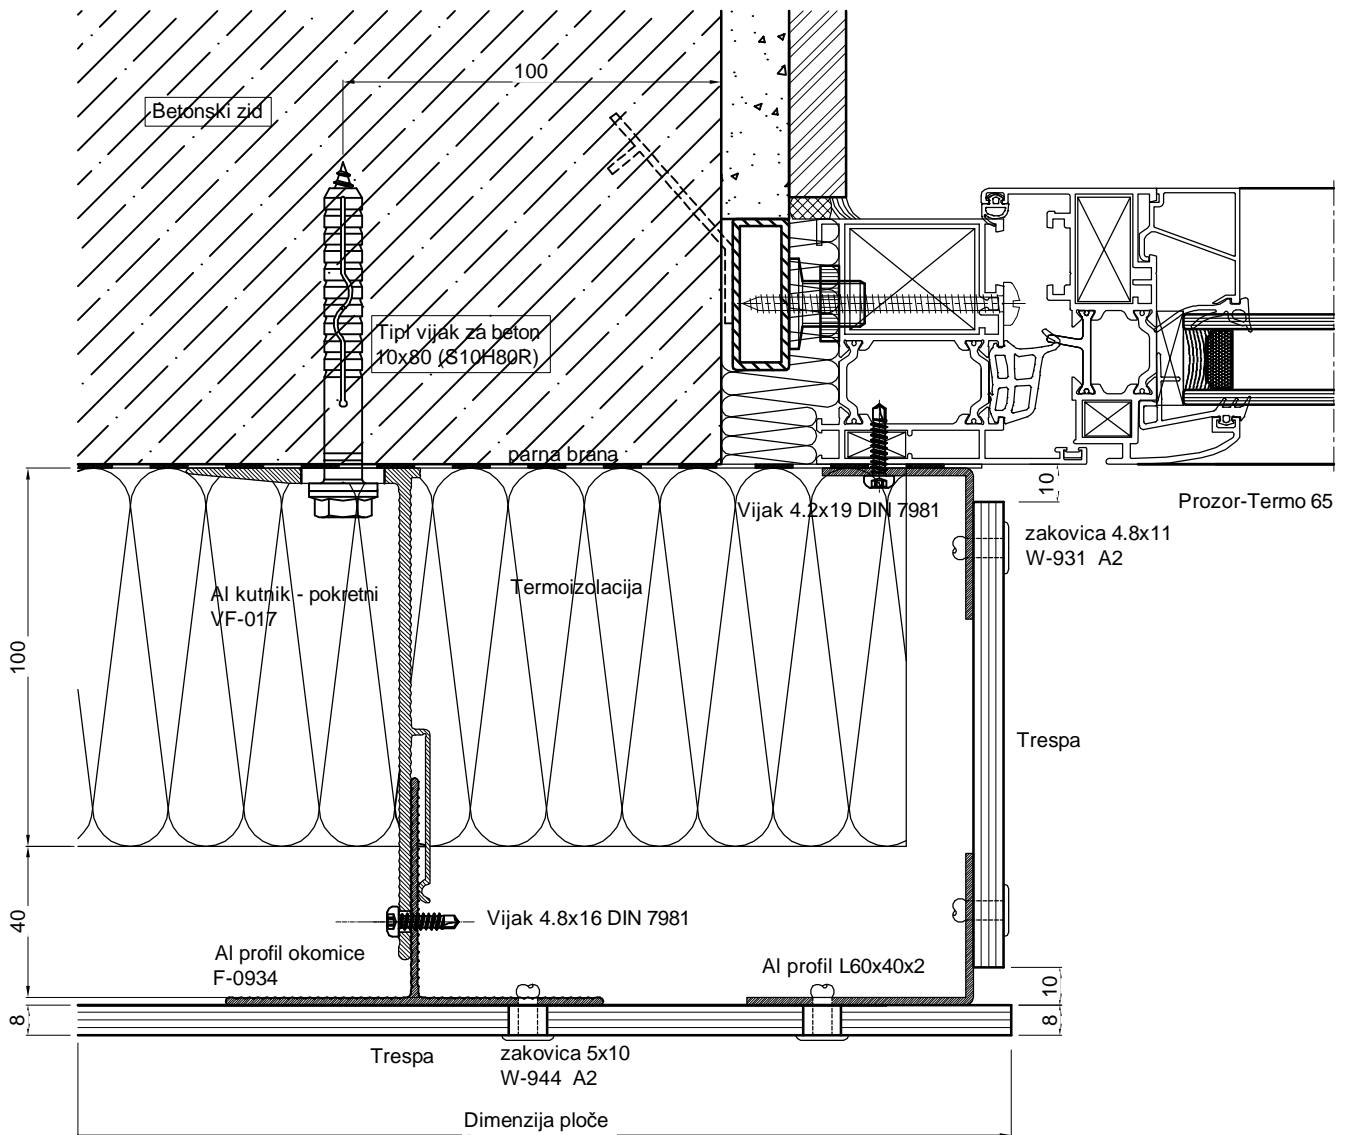 100
Betonski zid
Tipl vijak za beton
10x80 (S10H80R)
parna brana
10
Vijak 4.2x19 DIN 7981
Prozor-Termo 65
zakovica 4.8x11
W-931 A2
Al kutnik - pokretni
VF-017
Termoizolacija
100
Trespa
40
Vijak 4.8x16 DIN 7981
Al profil okomice
F-0934
Al profil L60x40x2
10
8
8
Trespa
zakovica 5x10
W-944 A2
Dimenzija ploče